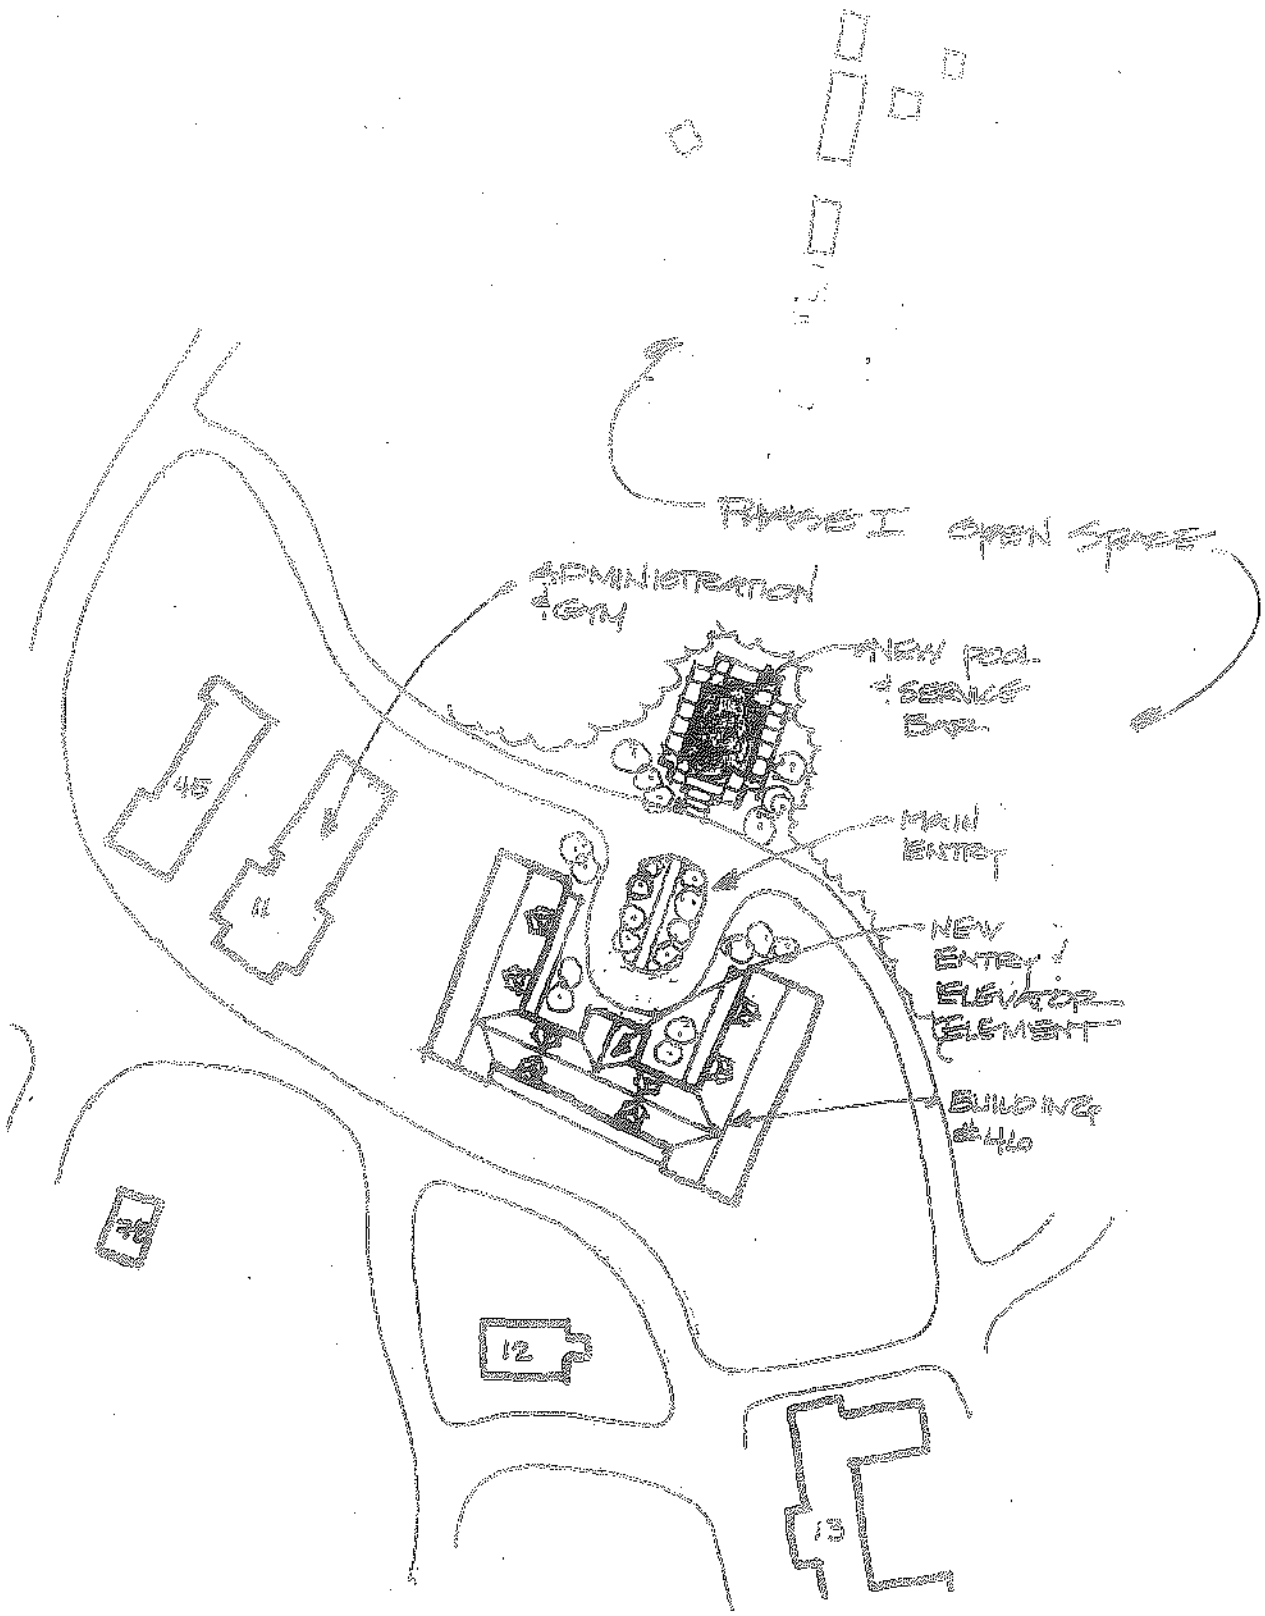 PHASE I OPEN SPACE
ADMINISTRATION
& GYM
NEW POOL
& SERVICE
BAR
MAIN
ENTRY
NEW
ENTRY &
ELEVATOR
ELEMENT
BUILDING
#46
45
11
12
13